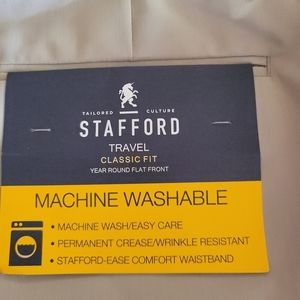 TAILORED CULTURE
STAFFORD
TRAVEL
CLASSIC FIT
YEAR ROUND FLAT FRONT
MACHINE WASHABLE
• MACHINE WASH/EASY CARE
• PERMANENT CREASE/WRINKLE RESISTANT
• STAFFORD-EASE COMFORT WAISTBAND